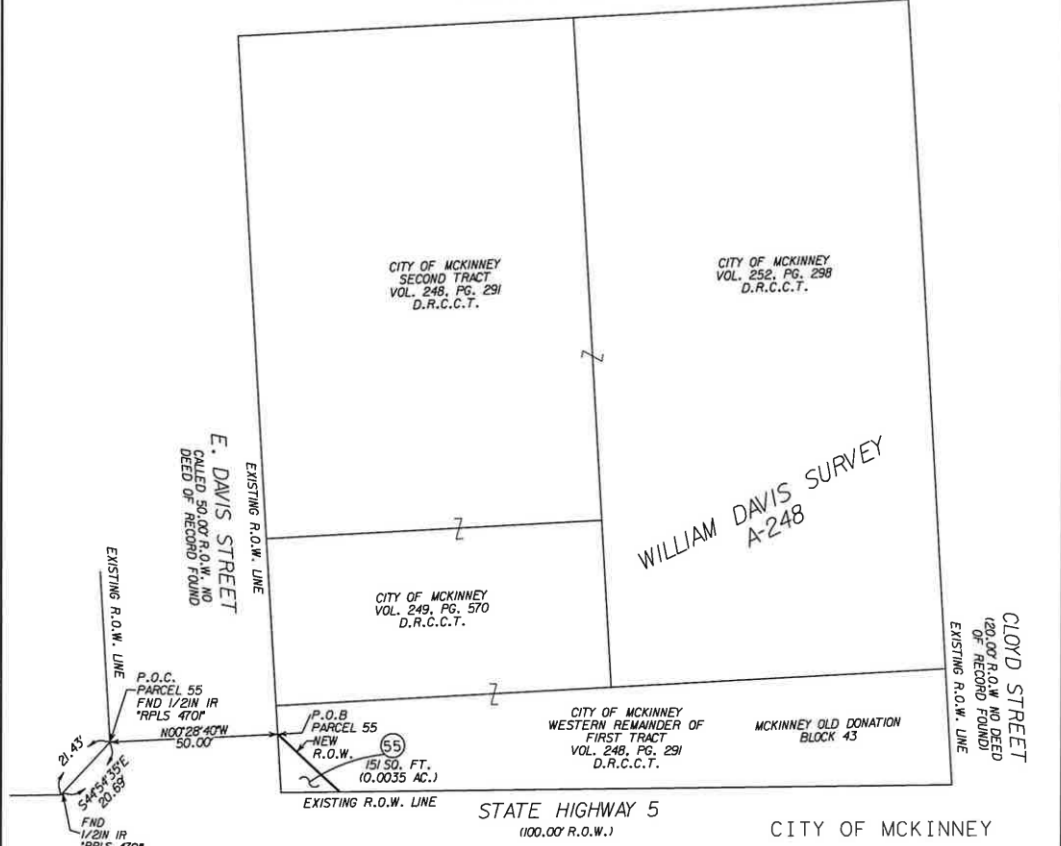 CITY OF MCKINNEY
SECOND TRACT
VOL. 248, PG. 291
D.R.C.C.T.
CITY OF MCKINNEY
VOL. 252, PG. 298
D.R.C.C.T.
WILLIAM DAVIS SURVEY
A-248
E. DAVIS STREET
CALLED 50.00' R.O.W. NO
DEED OF RECORD FOUND
EXISTING R.O.W. LINE
CITY OF MCKINNEY
VOL. 249, PG. 570
D.R.C.C.T.
EXISTING R.O.W. LINE
P.O.C.
PARCEL 55
FND 1/2IN IR
"RPLS 4701"
N00°28'40"W
50.00'
21.43'
S44°54'35"E
20.69'
FND
1/2IN IR
P.O.B
PARCEL 55
NEW
R.O.W.
55
151 SQ. FT.
(0.0035 AC.)
EXISTING R.O.W. LINE
CITY OF MCKINNEY
WESTERN REMAINDER OF
FIRST TRACT
VOL. 248, PG. 291
D.R.C.C.T.
MCKINNEY OLD DONATION
BLOCK 43
CLOYD STREET
(20.00' R.O.W NO DEED
OF RECORD FOUND)
EXISTING R.O.W. LINE
STATE HIGHWAY 5
(100.00' R.O.W.)
CITY OF MCKINNEY